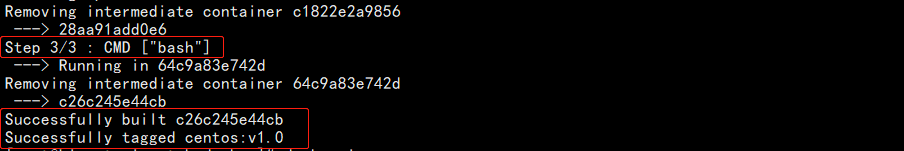 Removing intermediate container c1822e2a9856
---> 28aa91add0e6
Step 3/3 : CMD ["bash"]
---> Running in 64c9a83e742d
Removing intermediate container 64c9a83e742d
---> c26c245e44cb
Successfully built c26c245e44cb
Successfully tagged centos:v1.0